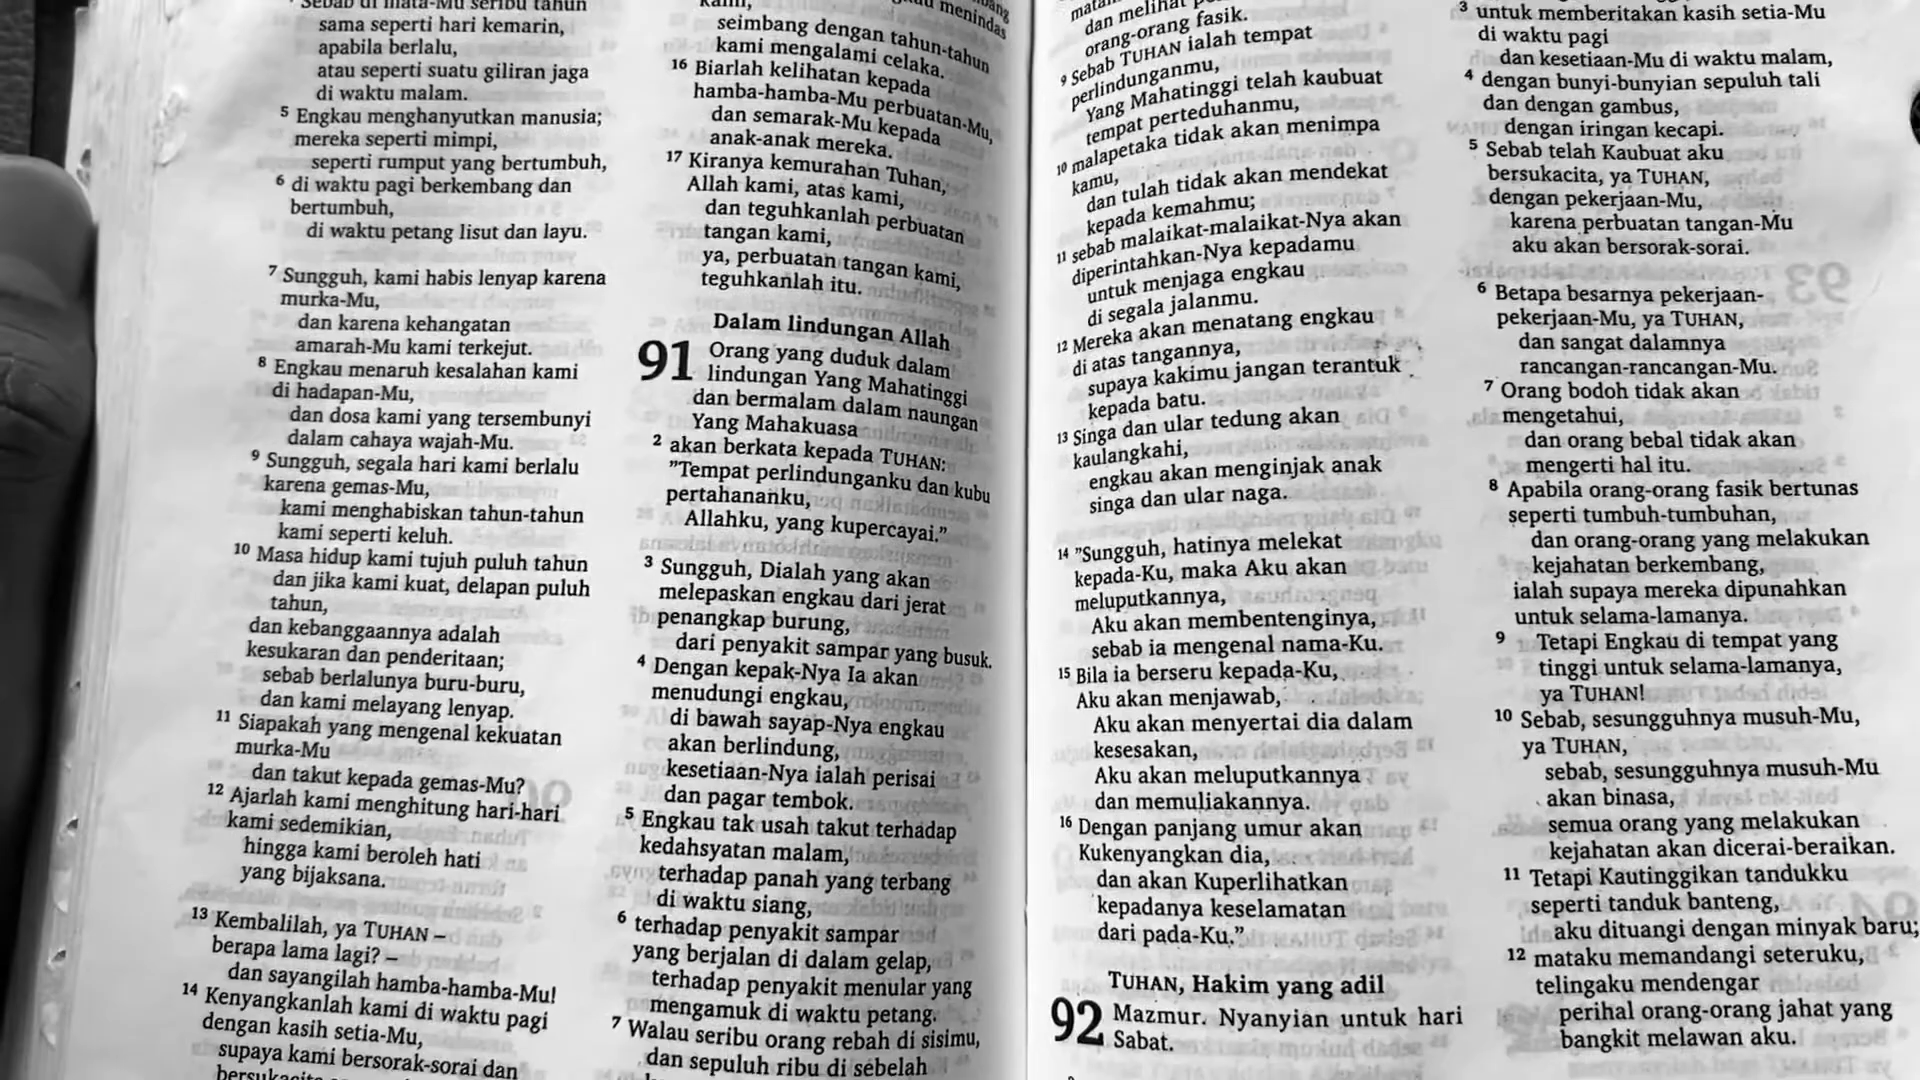 Sebab di mata-Mu seribu tahun
sama seperti hari kemarin,
apabila berlalu,
atau seperti suatu giliran jaga
di waktu malam.
5 Engkau menghanyutkan manusia;
mereka seperti mimpi,
seperti rumput yang bertumbuh,
6 di waktu pagi berkembang dan
bertumbuh,
di waktu petang lisut dan layu.
7 Sungguh, kami habis lenyap karena
murka-Mu,
dan karena kehangatan
amarah-Mu kami terkejut.
8 Engkau menaruh kesalahan kami
di hadapan-Mu,
dan dosa kami yang tersembunyi
dalam cahaya wajah-Mu.
9 Sungguh, segala hari kami berlalu
karena gemas-Mu,
kami menghabiskan tahun-tahun
kami seperti keluh.
10 Masa hidup kami tujuh puluh tahun
dan jika kami kuat, delapan puluh
tahun,
dan kebanggaannya adalah
kesukaran dan penderitaan;
sebab berlalunya buru-buru,
dan kami melayang lenyap.
11 Siapakah yang mengenal kekuatan
murka-Mu
dan takut kepada gemas-Mu?
12 Ajarlah kami menghitung hari-hari
kami sedemikian,
hingga kami beroleh hati
yang bijaksana.
13 Kembalilah, ya TUHAN –
berapa lama lagi? –
dan sayangilah hamba-hamba-Mu!
14 Kenyangkanlah kami di waktu pagi
dengan kasih setia-Mu,
supaya kami bersorak-sorai dan
kami,
menindas
seimbang dengan tahun-tahun
kami mengalami celaka.
16 Biarlah kelihatan kepada
hamba-hamba-Mu perbuatan-Mu,
dan semarak-Mu kepada
anak-anak mereka.
17 Kiranya kemurahan Tuhan,
Allah kami, atas kami,
dan teguhkanlah perbuatan
tangan kami,
ya, perbuatan tangan kami,
teguhkanlah itu.
Dalam lindungan Allah
91 Orang yang duduk dalam
lindungan Yang Mahatinggi
dan bermalam dalam naungan
Yang Mahakuasa
2 akan berkata kepada TUHAN:
"Tempat perlindunganku dan kubu
pertahananku,
Allahku, yang kupercayai."
3 Sungguh, Dialah yang akan
melepaskan engkau dari jerat
penangkap burung,
dari penyakit sampar yang busuk.
4 Dengan kepak-Nya Ia akan
menudungi engkau,
di bawah sayap-Nya engkau
akan berlindung,
kesetiaan-Nya ialah perisai
dan pagar tembok.
5 Engkau tak usah takut terhadap
kedahsyatan malam,
terhadap panah yang terbang
di waktu siang,
6 terhadap penyakit sampar
yang berjalan di dalam gelap,
terhadap penyakit menular yang
mengamuk di waktu petang.
7 Walau seribu orang rebah di sisimu,
dan sepuluh ribu di sebelah
dan melihat
orang-orang fasik.
9 Sebab TUHAN ialah tempat
perlindunganmu,
Yang Mahatinggi telah kaubuat
tempat perteduhanmu,
10 malapetaka tidak akan menimpa
kamu,
dan tulah tidak akan mendekat
kepada kemahmu;
11 sebab malaikat-malaikat-Nya akan
diperintahkan-Nya kepadamu
untuk menjaga engkau
di segala jalanmu.
12 Mereka akan menatang engkau
di atas tangannya,
supaya kakimu jangan terantuk
kepada batu.
13 Singa dan ular tedung akan
kaulangkahi,
engkau akan menginjak anak
singa dan ular naga.
14 "Sungguh, hatinya melekat
kepada-Ku, maka Aku akan
meluputkannya,
Aku akan membentenginya,
sebab ia mengenal nama-Ku.
15 Bila ia berseru kepada-Ku,
Aku akan menjawab,
Aku akan menyertai dia dalam
kesesakan,
Aku akan meluputkannya
dan memuliakannya.
16 Dengan panjang umur akan
Kukenyangkan dia,
dan akan Kuperlihatkan
kepadanya keselamatan
dari pada-Ku."
TUHAN, Hakim yang adil
92 Mazmur. Nyanyian untuk hari
Sabat.
3 untuk memberitakan kasih setia-Mu
di waktu pagi
dan kesetiaan-Mu di waktu malam,
4 dengan bunyi-bunyian sepuluh tali
dan dengan gambus,
dengan iringan kecapi.
5 Sebab telah Kaubuat aku
bersukacita, ya TUHAN,
dengan pekerjaan-Mu,
karena perbuatan tangan-Mu
aku akan bersorak-sorai.
6 Betapa besarnya pekerjaan-
pekerjaan-Mu, ya TUHAN,
dan sangat dalamnya
rancangan-rancangan-Mu.
7 Orang bodoh tidak akan
mengetahui,
dan orang bebal tidak akan
mengerti hal itu.
8 Apabila orang-orang fasik bertunas
seperti tumbuh-tumbuhan,
dan orang-orang yang melakukan
kejahatan berkembang,
ialah supaya mereka dipunahkan
untuk selama-lamanya.
9 Tetapi Engkau di tempat yang
tinggi untuk selama-lamanya,
ya TUHAN!
10 Sebab, sesungguhnya musuh-Mu,
ya TUHAN,
sebab, sesungguhnya musuh-Mu
akan binasa,
semua orang yang melakukan
kejahatan akan dicerai-beraikan.
11 Tetapi Kautinggikan tandukku
seperti tanduk banteng,
aku dituangi dengan minyak baru;
12 mataku memandangi seteruku,
telingaku mendengar
perihal orang-orang jahat yang
bangkit melawan aku.